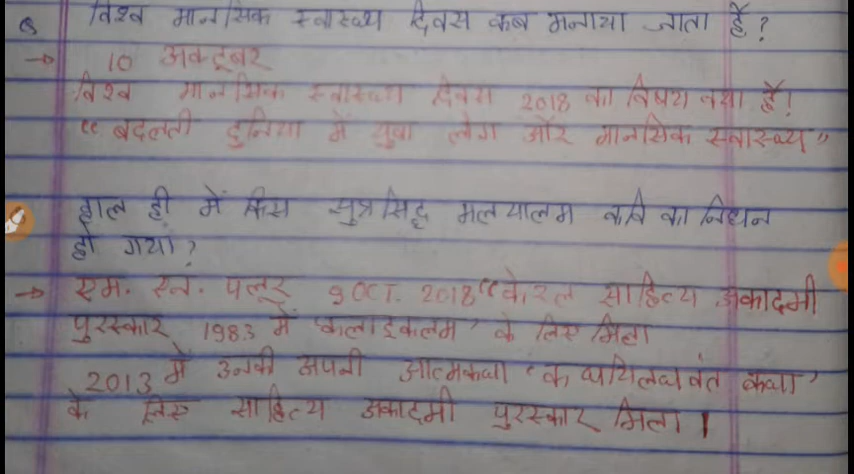 Q विश्व मानसिक स्वास्थ्य दिवस कब मनाया जाता है?
→ 10 अक्टूबर
विश्व मानसिक स्वास्थ्य दिवस 2018 का विषय क्या है!
“बदलती दुनिया में युवा लोग और मानसिक स्वास्थ्य”
हाल ही में किस सुप्रसिद्ध मलयालम कवि का निधन
हो गया?
→ एम. एन. पलूर 9 OCT. 2018 “केरल साहित्य अकादमी
पुरस्कार 1983 में 'कलाइकलम' के लिए मिला
2013 में उनकी अपनी आत्मकथा 'कथयिलथवंत कथा'
के लिए साहित्य अकादमी पुरस्कार मिला।